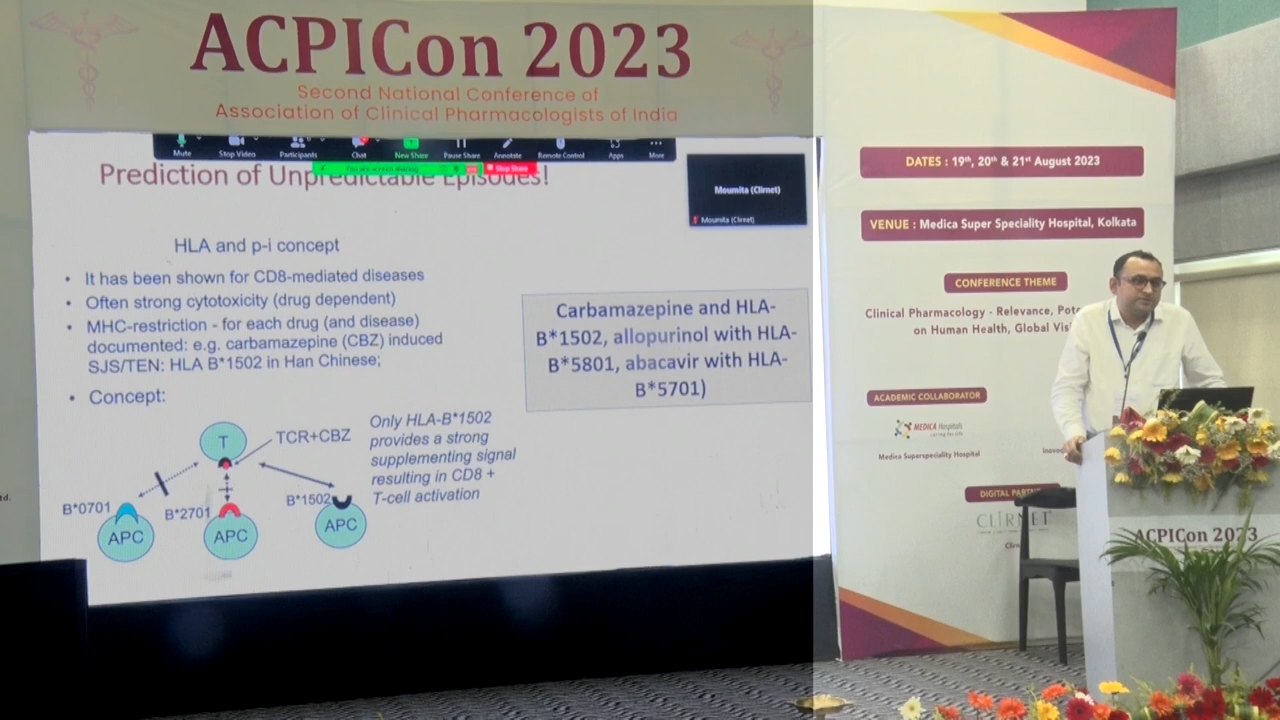 ACPICon 2023
Second National Conference of
Association of Clinical Pharmacologists of India
Mute
Stop Video
Participants
Chat
New Share
Pause Share
Annotate
Remote Control
Apps
More
Stop Share
Prediction of Unpredictable Episodes!
Moumita (Clirnet)
Moumita (Clirnet)
HLA and p-i concept
• It has been shown for CD8-mediated diseases
• Often strong cytotoxicity (drug dependent)
• MHC-restriction - for each drug (and disease)
documented: e.g. carbamazepine (CBZ) induced
SJS/TEN: HLA B*1502 in Han Chinese;
• Concept:
T
TCR+CBZ
B*0701
APC
B*2701
APC
B*1502
APC
Only HLA-B*1502
provides a strong
supplementing signal
resulting in CD8 +
T-cell activation
Carbamazepine and HLA-
B*1502, allopurinol with HLA-
B*5801, abacavir with HLA-
B*5701)
td.
DATES : 19th, 20th & 21st August 2023
VENUE : Medica Super Speciality Hospital, Kolkata
CONFERENCE THEME
Clinical Pharmacology - Relevance,
on Human Health, Global
ACADEMIC COLLABORATOR
MEDICA Hospitals
caring for life
Medica Superspeciality Hospital
DIGITAL
CLIRNET
ACPICon 2023